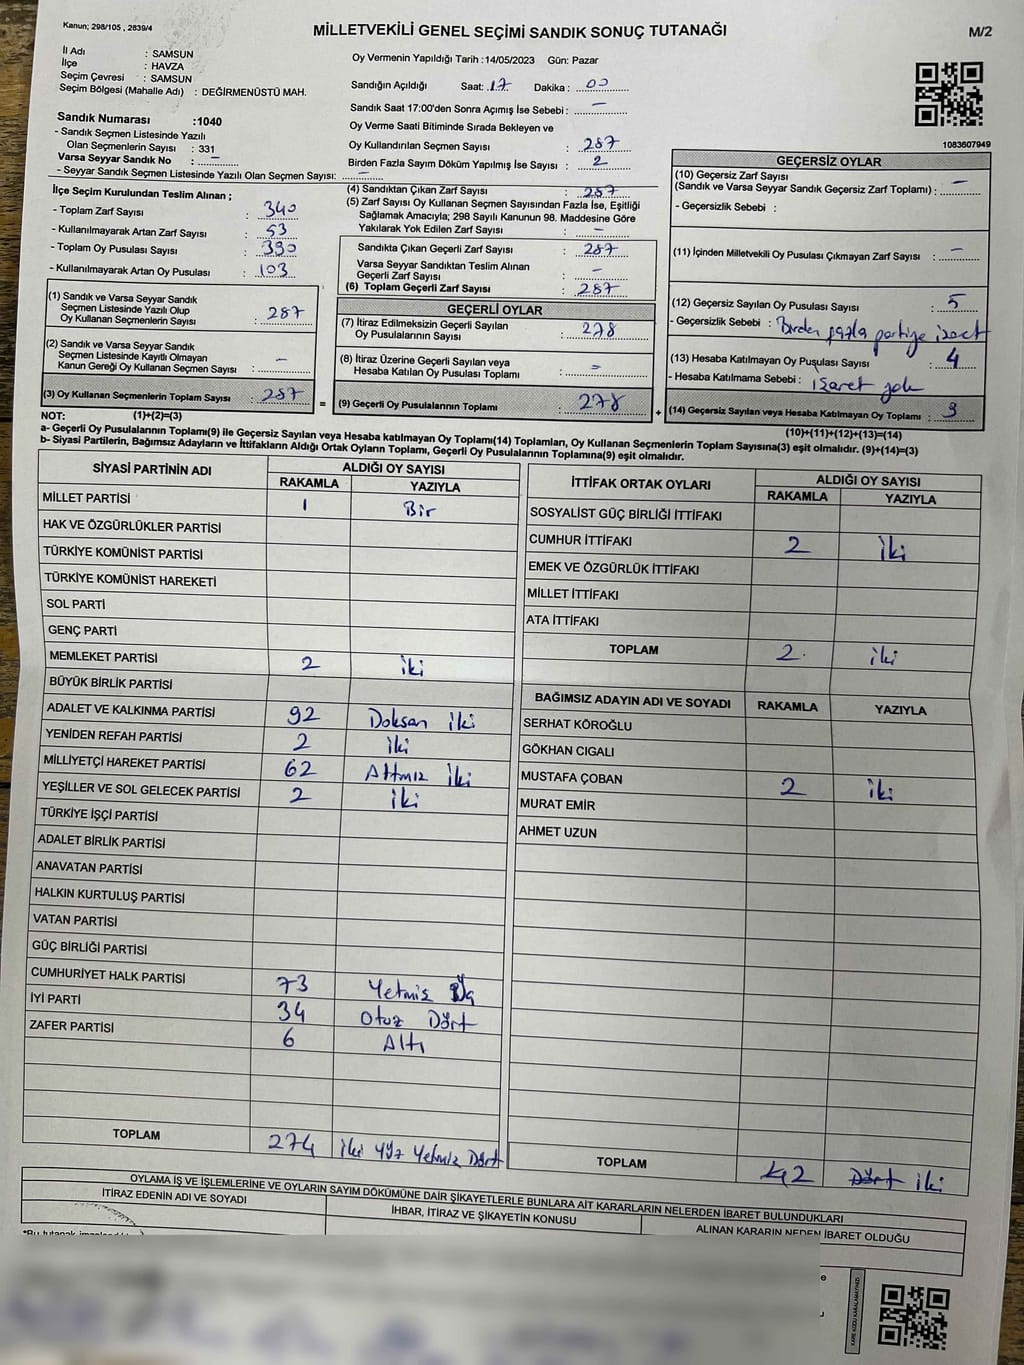 Kanun; 298/105 , 2839/4
MİLLETVEKİLİ GENEL SEÇİMİ SANDIK SONUÇ TUTANAĞI
M/2
İl Adı : SAMSUN
İlçe : HAVZA
Seçim Çevresi : SAMSUN
Seçim Bölgesi (Mahalle Adı) : DEĞİRMENÜSTÜ MAH.
Sandık Numarası :1040
- Sandık Seçmen Listesinde Yazılı
Olan Seçmenlerin Sayısı : 331
Varsa Seyyar Sandık No : –
- Seyyar Sandık Seçmen Listesinde Yazılı Olan Seçmen Sayısı: –
Oy Vermenin Yapıldığı Tarih :14/05/2023 Gün: Pazar
Sandığın Açıldığı Saat: 17 Dakika : 00
Sandık Saat 17:00'den Sonra Açımış İse Sebebi : –
Oy Verme Saati Bitiminde Sırada Bekleyen ve
Oy Kullandırılan Seçmen Sayısı : 287
Birden Fazla Sayım Döküm Yapılmış İse Sayısı : 2
1083607949
İlçe Seçim Kurulundan Teslim Alınan ;
- Toplam Zarf Sayısı : 340
- Kullanılmayarak Artan Zarf Sayısı : 53
- Toplam Oy Pusulası Sayısı : 390
- Kullanılmayarak Artan Oy Pusulası : 103
(4) Sandıktan Çıkan Zarf Sayısı : 287
(5) Zarf Sayısı Oy Kullanan Seçmen Sayısından Fazla İse, Eşitliği
Sağlamak Amacıyla; 298 Sayılı Kanunun 98. Maddesine Göre
Yakılarak Yok Edilen Zarf Sayısı : –
Sandıkta Çıkan Geçerli Zarf Sayısı : 287
Varsa Seyyar Sandıktan Teslim Alınan
Geçerli Zarf Sayısı : –
(6) Toplam Geçerli Zarf Sayısı : 287
GEÇERSİZ OYLAR
(10) Geçersiz Zarf Sayısı
(Sandık ve Varsa Seyyar Sandık Geçersiz Zarf Toplamı) : –
- Geçersizlik Sebebi :
(11) İçinden Milletvekili Oy Pusulası Çıkmayan Zarf Sayısı : –
(12) Geçersiz Sayılan Oy Pusulası Sayısı : 5
- Geçersizlik Sebebi : Birden fazla partiye işaret
(13) Hesaba Katılmayan Oy Pusulası Sayısı : 4
- Hesaba Katılmama Sebebi : işaret yok
(14) Geçersiz Sayılan veya Hesaba Katılmayan Oy Toplamı : 9
(10)+(11)+(12)+(13)=(14)
(1) Sandık ve Varsa Seyyar Sandık
Seçmen Listesinde Yazılı Olup
Oy Kullanan Seçmenlerin Sayısı : 287
(2) Sandık ve Varsa Seyyar Sandık
Seçmen Listesinde Kayıtlı Olmayan
Kanun Gereği Oy Kullanan Seçmen Sayısı : –
(3) Oy Kullanan Seçmenlerin Toplam Sayısı : 287 =
GEÇERLİ OYLAR
(7) İtiraz Edilmeksizin Geçerli Sayılan
Oy Pusulalarının Sayısı : 278
(8) İtiraz Üzerine Geçerli Sayılan veya
Hesaba Katılan Oy Pusulası Toplamı : –
(9) Geçerli Oy Pusulalarının Toplamı : 278 +
NOT: (1)+(2)=(3)
a- Geçerli Oy Pusulalarının Toplamı(9) ile Geçersiz Sayılan veya Hesaba katılmayan Oy Toplamı(14) Toplamları, Oy Kullanan Seçmenlerin Toplam Sayısına(3) eşit olmalıdır. (9)+(14)=(3)
b- Siyasi Partilerin, Bağımsız Adayların ve İttifakların Aldığı Ortak Oyların Toplamı, Geçerli Oy Pusulalarının Toplamına(9) eşit olmalıdır.
SİYASİ PARTİNİN ADI ALDIĞI OY SAYISI
RAKAMLA YAZIYLA
MİLLET PARTİSİ 1 Bir
HAK VE ÖZGÜRLÜKLER PARTİSİ
TÜRKİYE KOMÜNİST PARTİSİ
TÜRKİYE KOMÜNİST HAREKETİ
SOL PARTİ
GENÇ PARTİ
MEMLEKET PARTİSİ 2 iki
BÜYÜK BİRLİK PARTİSİ
ADALET VE KALKINMA PARTİSİ 92 Doksan iki
YENİDEN REFAH PARTİSİ 2 iki
MİLLİYETÇİ HAREKET PARTİSİ 62 Altmız iki
YEŞİLLER VE SOL GELECEK PARTİSİ 2 iki
TÜRKİYE İŞÇİ PARTİSİ
ADALET BİRLİK PARTİSİ
ANAVATAN PARTİSİ
HALKIN KURTULUŞ PARTİSİ
VATAN PARTİSİ
GÜÇ BİRLİĞİ PARTİSİ
CUMHURİYET HALK PARTİSİ 73 Yetmiş Üç
İYİ PARTİ 34 Otuz Dört
ZAFER PARTİSİ 6 Altı
TOPLAM 274 iki Yüz Yetmiz Dört
İTTİFAK ORTAK OYLARI ALDIĞI OY SAYISI
RAKAMLA YAZIYLA
SOSYALİST GÜÇ BİRLİĞİ İTTİFAKI
CUMHUR İTTİFAKI 2 İki
EMEK VE ÖZGÜRLÜK İTTİFAKI
MİLLET İTTİFAKI
ATA İTTİFAKI
TOPLAM 2 iki
BAĞIMSIZ ADAYIN ADI VE SOYADI RAKAMLA YAZIYLA
SERHAT KÖROĞLU
GÖKHAN CIGALI
MUSTAFA ÇOBAN 2 iki
MURAT EMİR
AHMET UZUN
TOPLAM 42 Dört iki
OYLAMA İŞ VE İŞLEMLERİNE VE OYLARIN SAYIM DÖKÜMÜNE DAİR ŞİKAYETLERLE BUNLARA AİT KARARLARIN NELERDEN İBARET BULUNDUKLARI
İTİRAZ EDENİN ADI VE SOYADI
İHBAR, İTİRAZ VE ŞİKAYETİN KONUSU
ALINAN KARARIN NEDEN İBARET OLDUĞU
KARE KODU KARALAMAYINIZ!